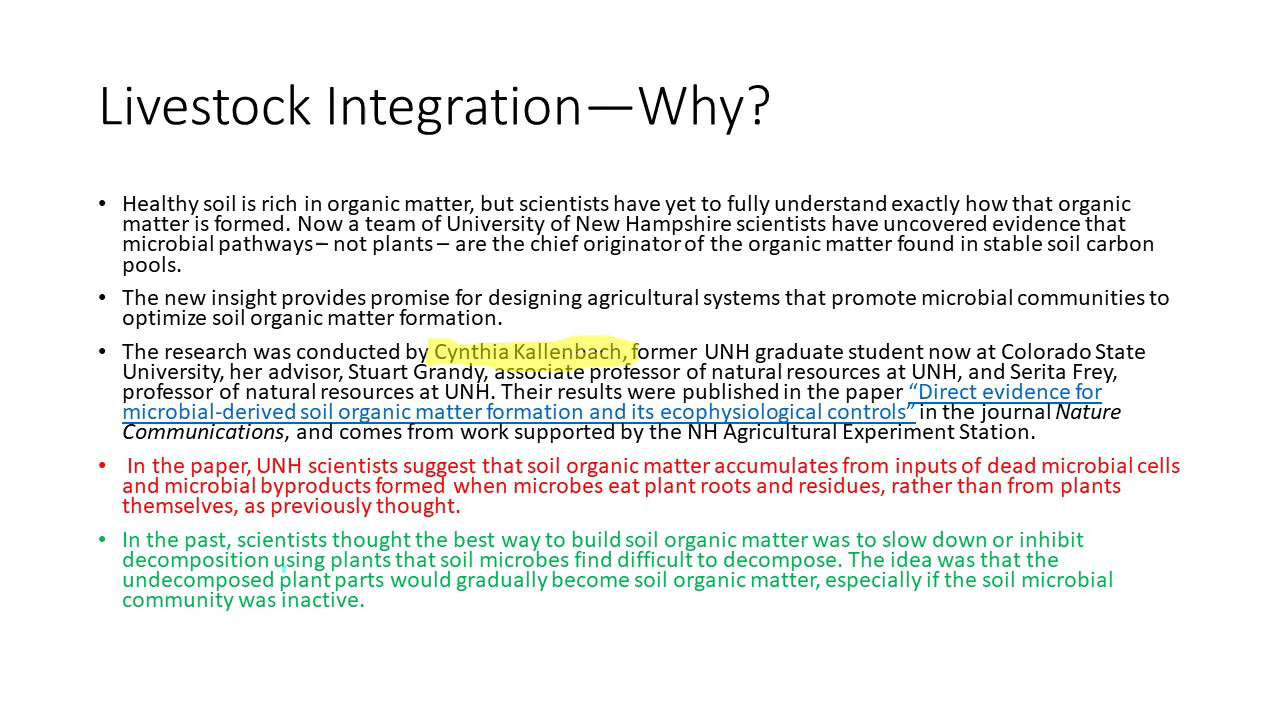 Livestock Integration—Why?
• Healthy soil is rich in organic matter, but scientists have yet to fully understand exactly how that organic
matter is formed. Now a team of University of New Hampshire scientists have uncovered evidence that
microbial pathways – not plants – are the chief originator of the organic matter found in stable soil carbon
pools.
• The new insight provides promise for designing agricultural systems that promote microbial communities to
optimize soil organic matter formation.
• The research was conducted by Cynthia Kallenbach, former UNH graduate student now at Colorado State
University, her advisor, Stuart Grandy, associate professor of natural resources at UNH, and Serita Frey,
professor of natural resources at UNH. Their results were published in the paper “Direct evidence for
microbial-derived soil organic matter formation and its ecophysiological controls” in the journal Nature
Communications, and comes from work supported by the NH Agricultural Experiment Station.
• In the paper, UNH scientists suggest that soil organic matter accumulates from inputs of dead microbial cells
and microbial byproducts formed when microbes eat plant roots and residues, rather than from plants
themselves, as previously thought.
• In the past, scientists thought the best way to build soil organic matter was to slow down or inhibit
decomposition using plants that soil microbes find difficult to decompose. The idea was that the
undecomposed plant parts would gradually become soil organic matter, especially if the soil microbial
community was inactive.